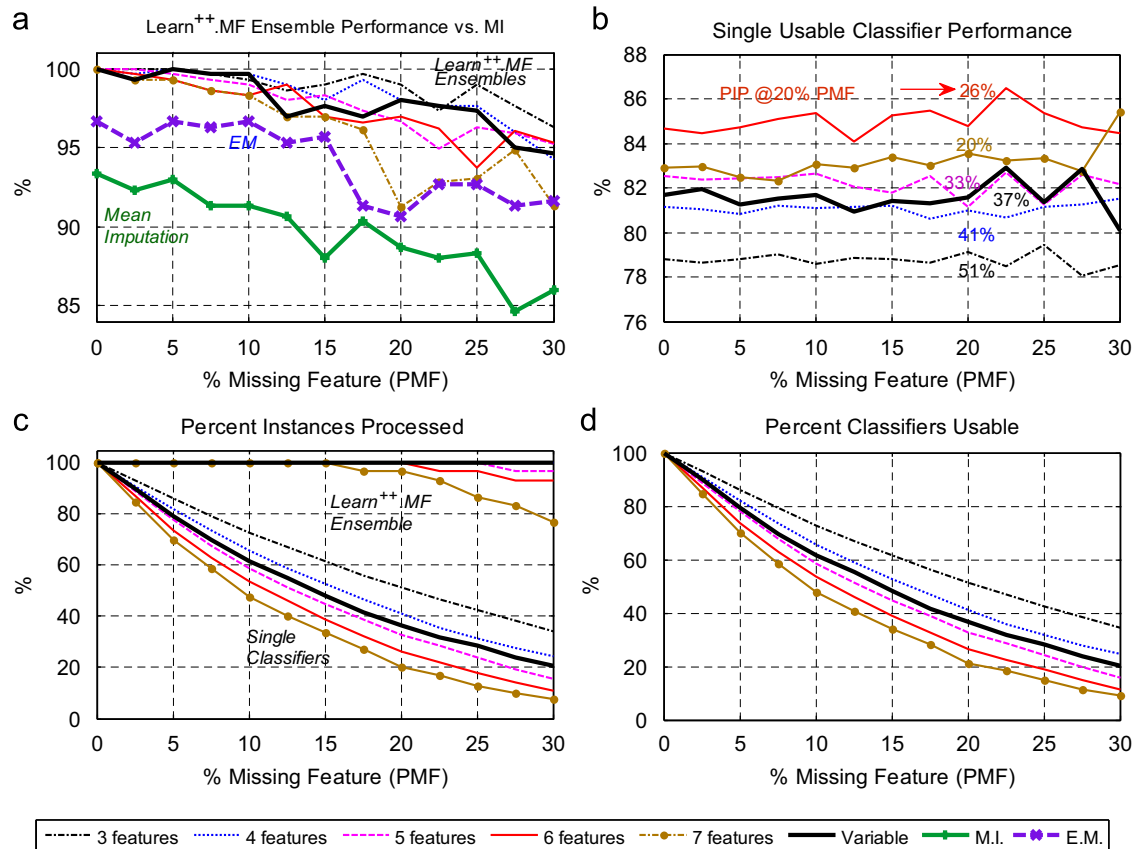 a
Learn++.MF Ensemble Performance vs. MI
100
95
90
85
%
Learn++.MF
Ensembles
EM
Mean
Imputation
0 5 10 15 20 25 30
% Missing Feature (PMF)
b
Single Usable Classifier Performance
88
86
84
82
80
78
76
%
PIP @20% PMF
26%
20%
33%
37%
41%
51%
0 5 10 15 20 25 30
% Missing Feature (PMF)
c
Percent Instances Processed
100
80
60
40
20
0
%
Learn++.MF
Ensemble
Single
Classifiers
0 5 10 15 20 25 30
% Missing Feature (PMF)
d
Percent Classifiers Usable
100
80
60
40
20
0
%
0 5 10 15 20 25 30
% Missing Feature (PMF)
3 features 4 features 5 features 6 features 7 features Variable M.I. E.M.